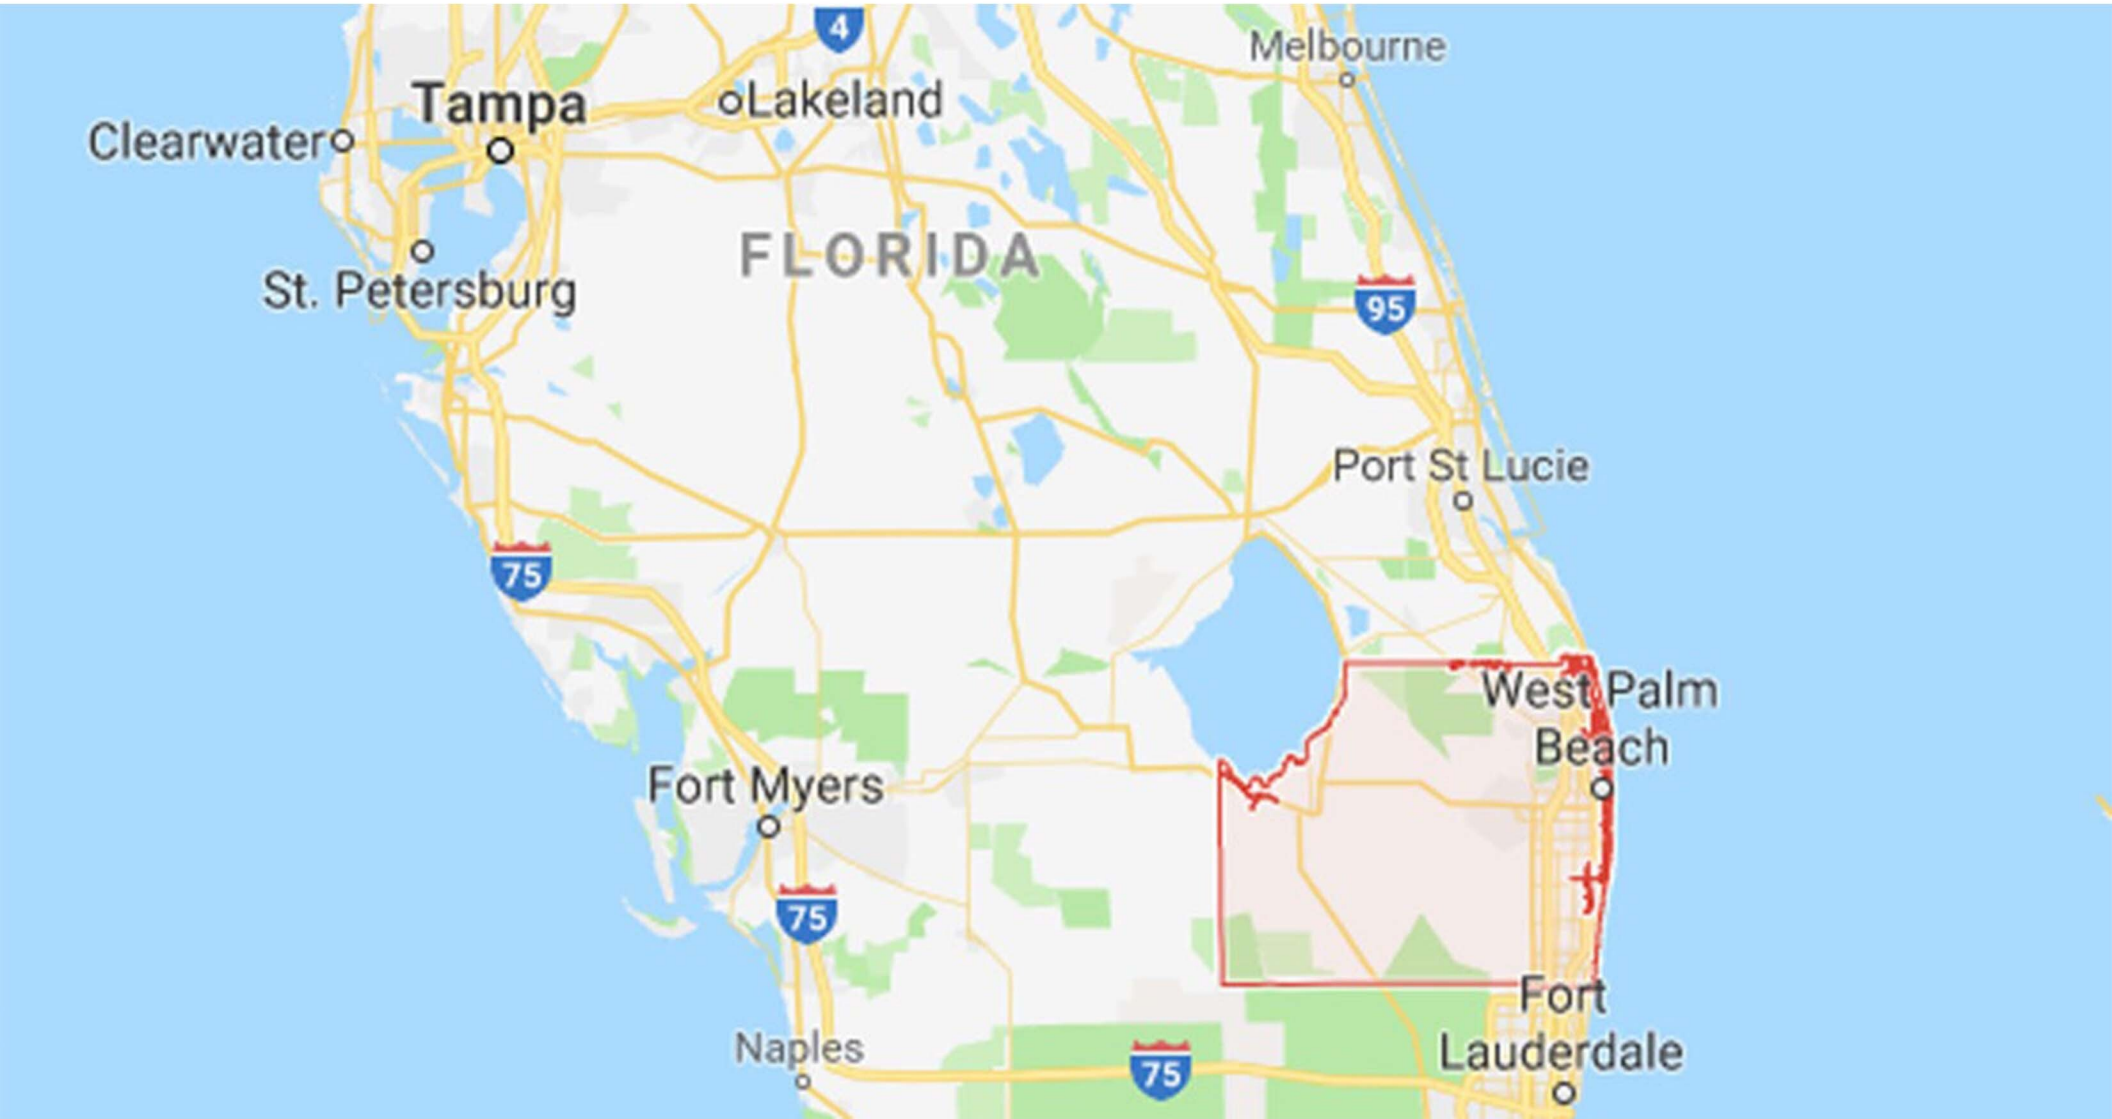 4
Melbourne
Tampa
Lakeland
Clearwater
FLORIDA
St. Petersburg
95
Port St Lucie
75
West Palm
Beach
Fort Myers
75
Fort
Lauderdale
Naples
75